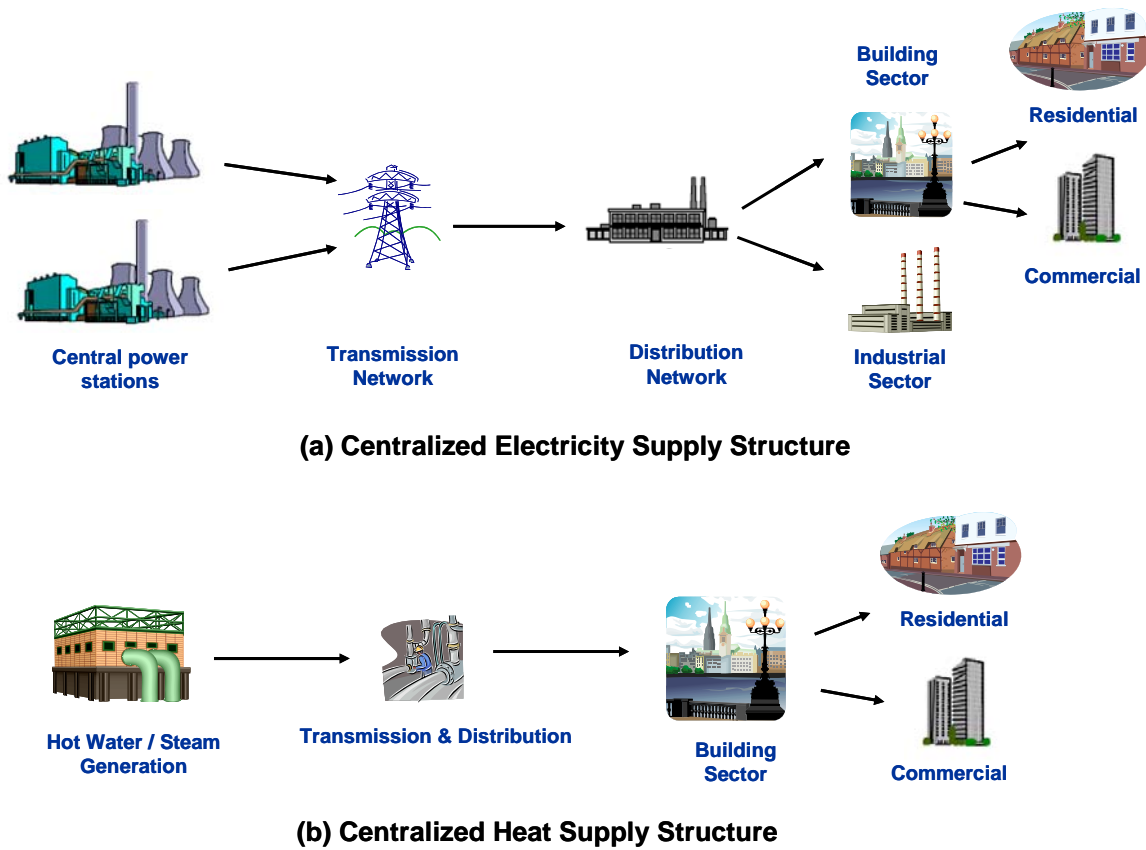 Building
Sector
Residential
Commercial
Central power
stations
Transmission
Network
Distribution
Network
Industrial
Sector
(a) Centralized Electricity Supply Structure
Residential
Hot Water / Steam
Generation
Transmission & Distribution
Building
Sector
Commercial
(b) Centralized Heat Supply Structure